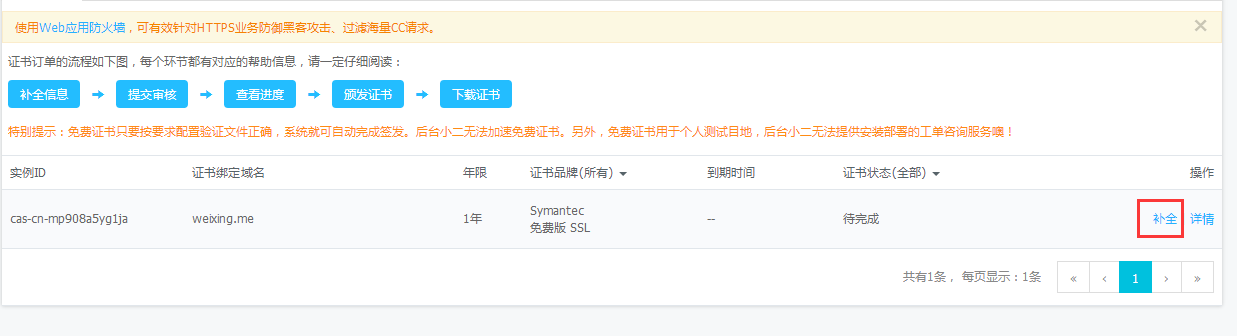 使用Web应用防火墙，可有效针对HTTPS业务防御黑客攻击、过滤海量CC请求。
证书订单的流程如下图，每个环节都有对应的帮助信息，请一定仔细阅读：
补全信息 提交审核 查看进度 颁发证书 下载证书
特别提示：免费证书只要按要求配置验证文件正确，系统就可自动完成签发。后台小二无法加速免费证书。另外，免费证书用于个人测试目地，后台小二无法提供安装部署的工单咨询服务噢！
实例ID 证书绑定域名 年限 证书品牌(所有) 到期时间 证书状态(全部) 操作
cas-cn-mp908a5yg1ja weixing.me 1年 Symantec -- 待完成 补全 详情
免费版 SSL
共有1条， 每页显示：1条 « ‹ 1 › »